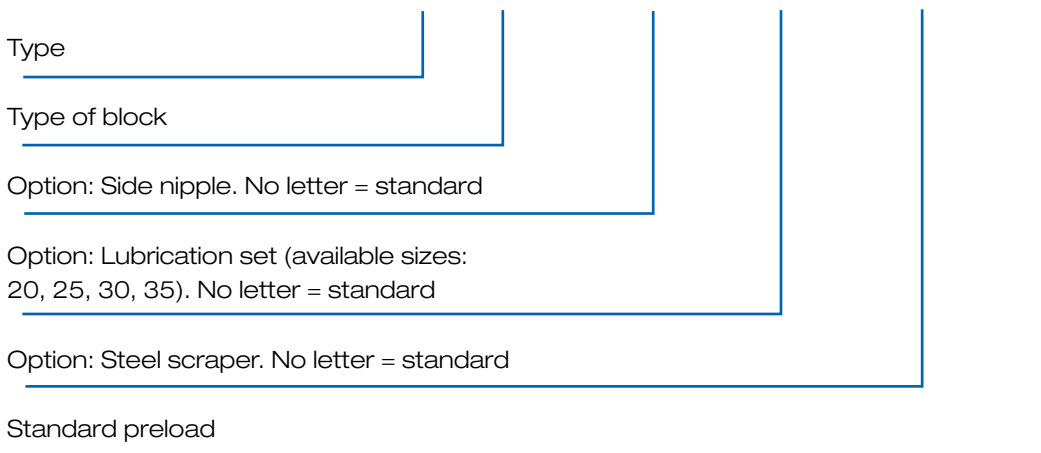 Type
Type of block
Option: Side nipple. No letter = standard
Option: Lubrication set (available sizes:
20, 25, 30, 35). No letter = standard
Option: Steel scraper. No letter = standard
Standard preload